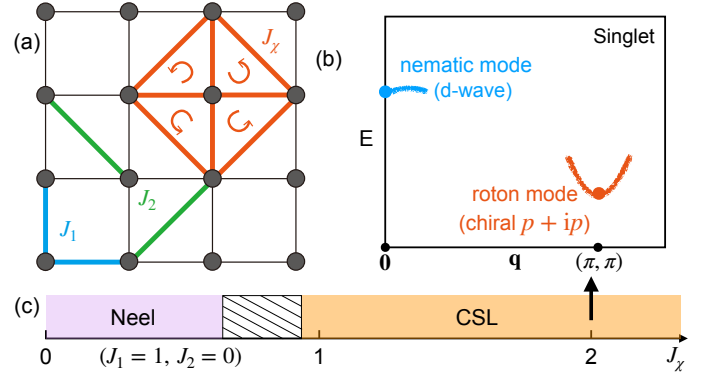 (a)
J_χ
J_2
J_1
(b)
Singlet
nematic mode
(d-wave)
E
roton mode
(chiral p + ip)
0
q
(π, π)
(c)
Neel
CSL
0
(J_1 = 1, J_2 = 0)
1
2
J_χ